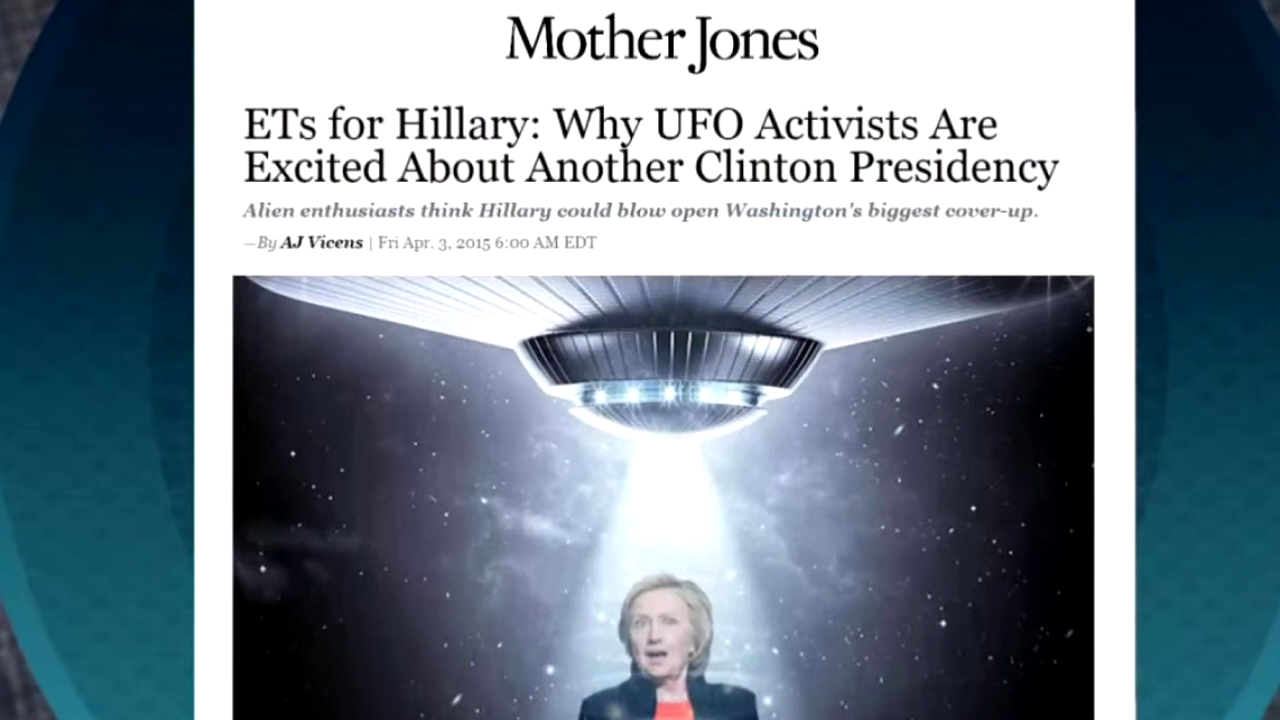 Mother Jones
ETs for Hillary: Why UFO Activists Are
Excited About Another Clinton Presidency
Alien enthusiasts think Hillary could blow open Washington's biggest cover-up.
—By AJ Vicens | Fri Apr. 3, 2015 6:00 AM EDT